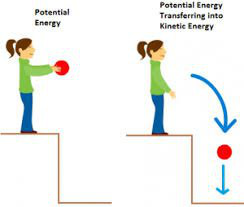 Potential
Energy
Potential Energy
Transferring into
Kinetic Energy